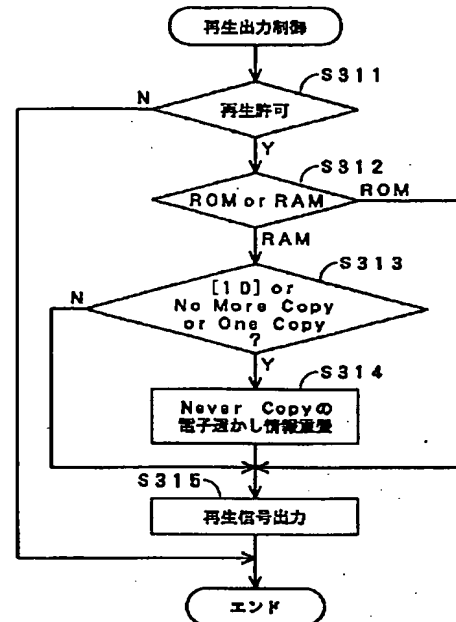 再生出力制御
S311
N
再生許可
Y
S312
ROM or RAM
ROM
RAM
S313
N
[10] or
No More Copy
or One Copy
?
Y
S314
Never Copyの
電子透かし情報重畳
S315
再生信号出力
エンド